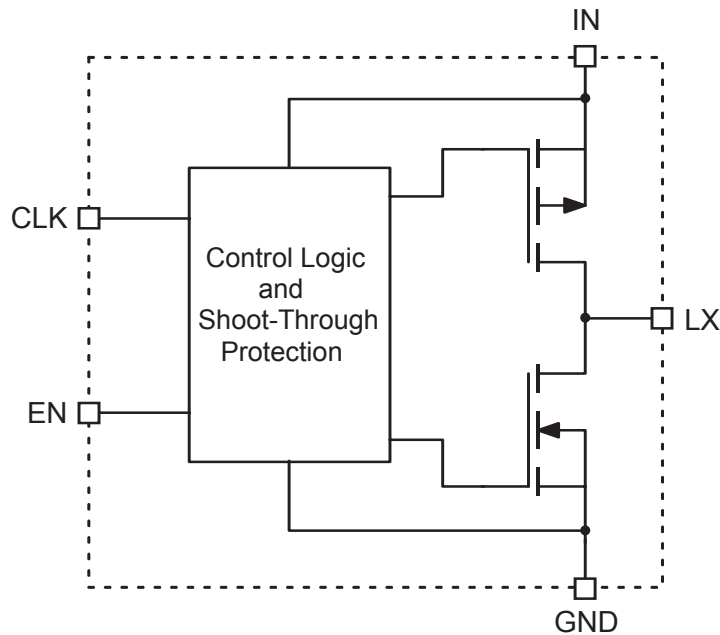 IN
CLK
Control Logic
and
Shoot-Through
Protection
LX
EN
GND